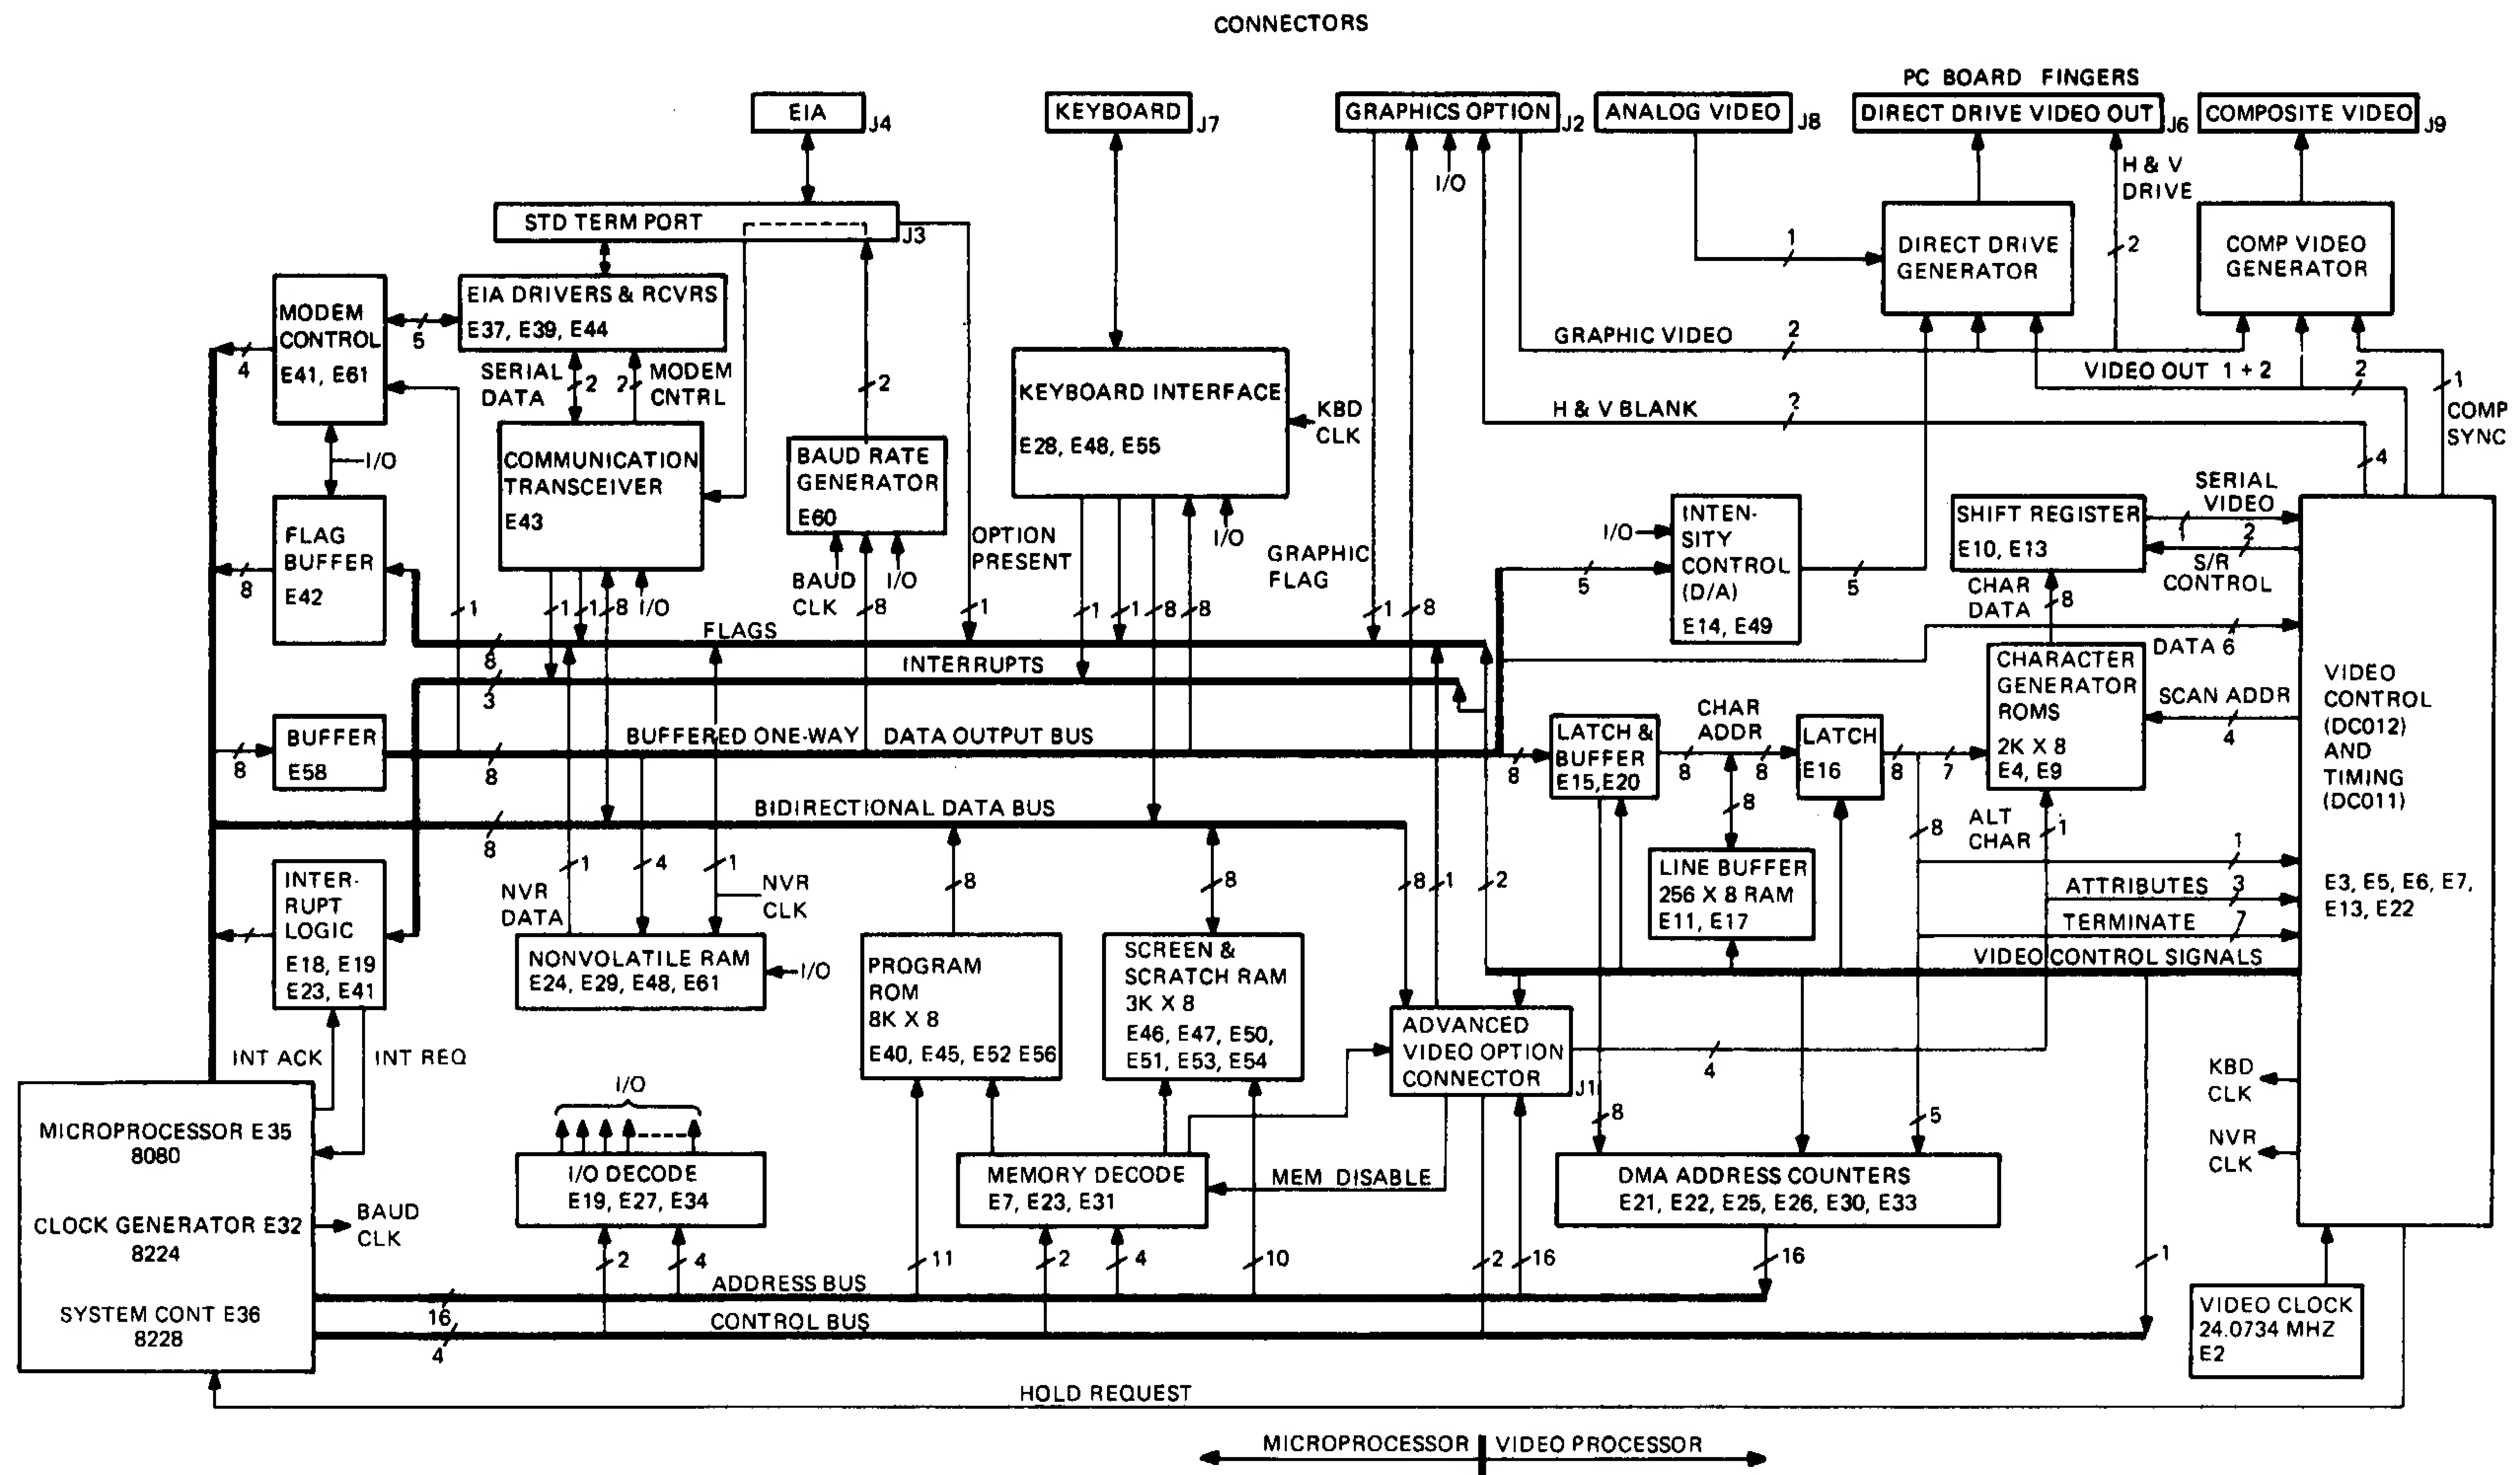 CONNECTORS
PC BOARD FINGERS
EIA
J4
KEYBOARD
J7
GRAPHICS OPTION
J2
ANALOG VIDEO
J8
DIRECT DRIVE VIDEO OUT
J6
COMPOSITE VIDEO
J9
I/O
H & V
DRIVE
STD TERM PORT
J3
1
DIRECT DRIVE
GENERATOR
2
COMP VIDEO
GENERATOR
MODEM
CONTROL
E41, E61
4
5
EIA DRIVERS & RCVRS
E37, E39, E44
SERIAL
DATA
2
2
MODEM
CNTRL
2
KEYBOARD INTERFACE
E28, E48, E55
KBD
CLK
GRAPHIC VIDEO
2
VIDEO OUT 1 + 2
2
1
H & V BLANK
2
COMP
SYNC
4
I/O
COMMUNICATION
TRANSCEIVER
E43
BAUD RATE
GENERATOR
E60
FLAG
BUFFER
E42
8
BAUD
CLK
I/O
OPTION
PRESENT
I/O
GRAPHIC
FLAG
I/O
INTEN-
SITY
CONTROL
(D/A)
E14, E49
5
5
SHIFT REGISTER
E10, E13
SERIAL
VIDEO
2
S/R
CONTROL
CHAR
DATA
8
1
1
1
8
I/O
8
1
1
1
8
8
1
8
FLAGS
8
INTERRUPTS
3
DATA 6
CHARACTER
GENERATOR
ROMS
2K X 8
E4, E9
SCAN ADDR
4
VIDEO
CONTROL
(DC012)
AND
TIMING
(DC011)
E3, E5, E6, E7,
E13, E22
BUFFER
E58
8
8
BUFFERED ONE-WAY DATA OUTPUT BUS
8
LATCH &
BUFFER
E15,E20
CHAR
ADDR
8
8
LATCH
E16
8
7
BIDIRECTIONAL DATA BUS
8
8
8
ALT
CHAR
1
INTER-
RUPT
LOGIC
E18, E19
E23, E41
NVR
DATA
1
4
1
NVR
CLK
8
8
8
1
2
LINE BUFFER
256 X 8 RAM
E11, E17
1
ATTRIBUTES 3
TERMINATE 7
VIDEO CONTROL SIGNALS
NONVOLATILE RAM
E24, E29, E48, E61
I/O
PROGRAM
ROM
8K X 8
E40, E45, E52 E56
SCREEN &
SCRATCH RAM
3K X 8
E46, E47, E50,
E51, E53, E54
ADVANCED
VIDEO OPTION
CONNECTOR
J1
4
INT ACK
INT REQ
KBD
CLK
NVR
CLK
I/O
8
5
MICROPROCESSOR E35
8080
CLOCK GENERATOR E32
8224
SYSTEM CONT E36
8228
BAUD
CLK
I/O DECODE
E19, E27, E34
MEMORY DECODE
E7, E23, E31
MEM DISABLE
DMA ADDRESS COUNTERS
E21, E22, E25, E26, E30, E33
2
4
11
2
4
10
2
16
16
1
ADDRESS BUS
16
CONTROL BUS
4
VIDEO CLOCK
24.0734 MHZ
E2
HOLD REQUEST
MICROPROCESSOR
VIDEO PROCESSOR